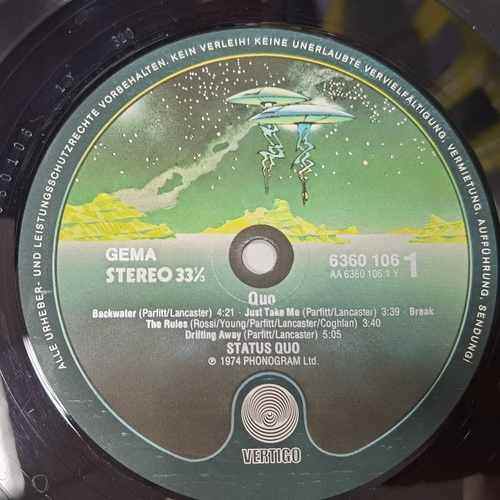 ALLE URHEBER- UND LEISTUNGSSCHUTZRECHTE VORBEHALTEN. KEIN VERLEIH! KEINE UNERLAUBTE VERVIELFÄLTIGUNG, VERMIETUNG, AUFFÜHRUNG, SENDUNG!
GEMA
STEREO 33⅓
6360 106 1
AA 6360 106 1 Y
Quo
Backwater (Parfitt/Lancaster) 4:21 · Just Take Me (Parfitt/Lancaster) 3:39 · Break
The Rules (Rossi/Young/Parfitt/Lancaster/Coghlan) 3:40
Drifting Away (Parfitt/Lancaster) 5:05
STATUS QUO
℗ 1974 PHONOGRAM Ltd.
VERTIGO